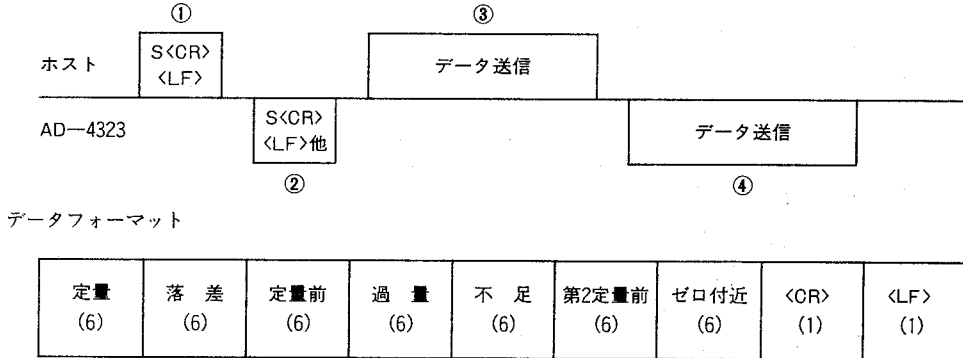 ① ③
ホスト
S<CR>
<LF>
データ送信
AD-4323
S<CR>
<LF>他
データ送信
② ④
データフォーマット
定量 落差 定量前 過量 不足 第2定量前 ゼロ付近 <CR> <LF>
(6) (6) (6) (6) (6) (6) (6) (1) (1)